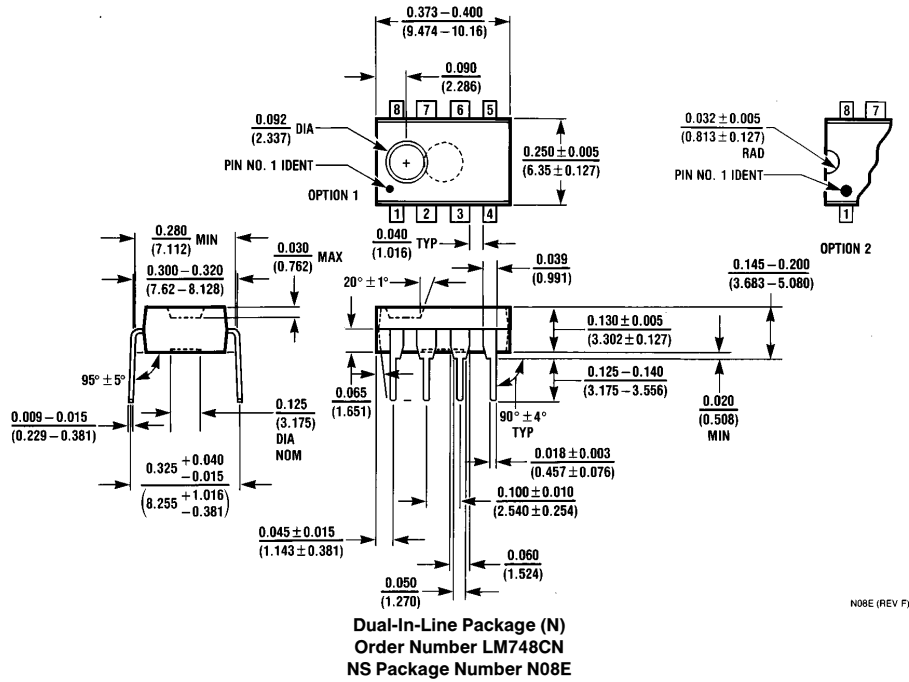 0.373 – 0.400
(9.474 – 10.16)
0.090
(2.286)
8 7 6 5
0.092 DIA
(2.337)
PIN NO. 1 IDENT
OPTION 1
1 2 3 4
0.250 ± 0.005
(6.35 ± 0.127)
0.032 ± 0.005
(0.813 ± 0.127)
RAD
PIN NO. 1 IDENT
8 7
1
OPTION 2
0.280 MIN
(7.112)
0.300 – 0.320
(7.62 – 8.128)
0.030 MAX
(0.762)
0.040 TYP
(1.016)
20° ± 1°
0.039
(0.991)
0.145 – 0.200
(3.683 – 5.080)
0.130 ± 0.005
(3.302 ± 0.127)
0.125 – 0.140
(3.175 – 3.556)
0.020
(0.508)
MIN
95° ± 5°
0.009 – 0.015
(0.229 – 0.381)
0.125
(3.175)
DIA
NOM
0.065
(1.651)
90° ± 4°
TYP
0.018 ± 0.003
(0.457 ± 0.076)
0.325 +0.040
−0.015
(8.255 +1.016
−0.381)
0.100 ± 0.010
(2.540 ± 0.254)
0.045 ± 0.015
(1.143 ± 0.381)
0.060
(1.524)
0.050
(1.270)
N08E (REV F)
Dual-In-Line Package (N)
Order Number LM748CN
NS Package Number N08E